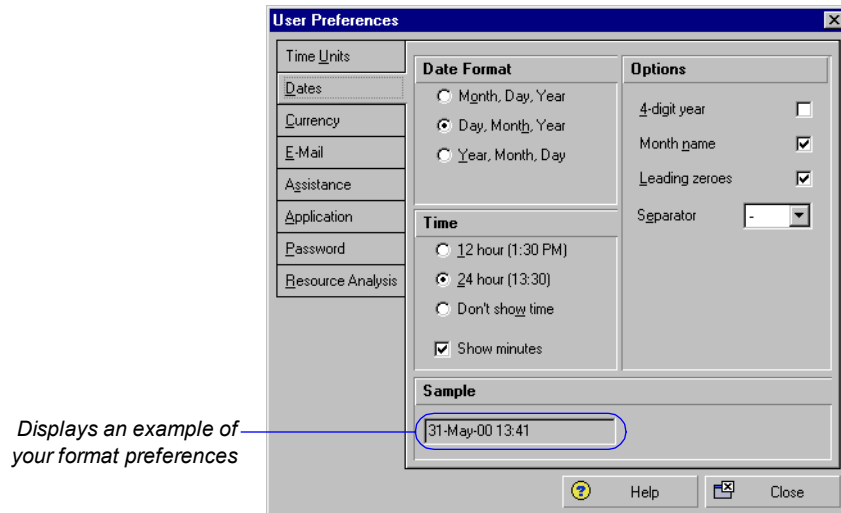 User Preferences
Time Units
Dates
Currency
E-Mail
Assistance
Application
Password
Resource Analysis
Date Format
Month, Day, Year
Day, Month, Year
Year, Month, Day
Time
12 hour (1:30 PM)
24 hour (13:30)
Don't show time
Show minutes
Options
4-digit year
Month name
Leading zeroes
Separator -
Sample
31-May-00 13:41
Displays an example of
your format preferences
Help
Close